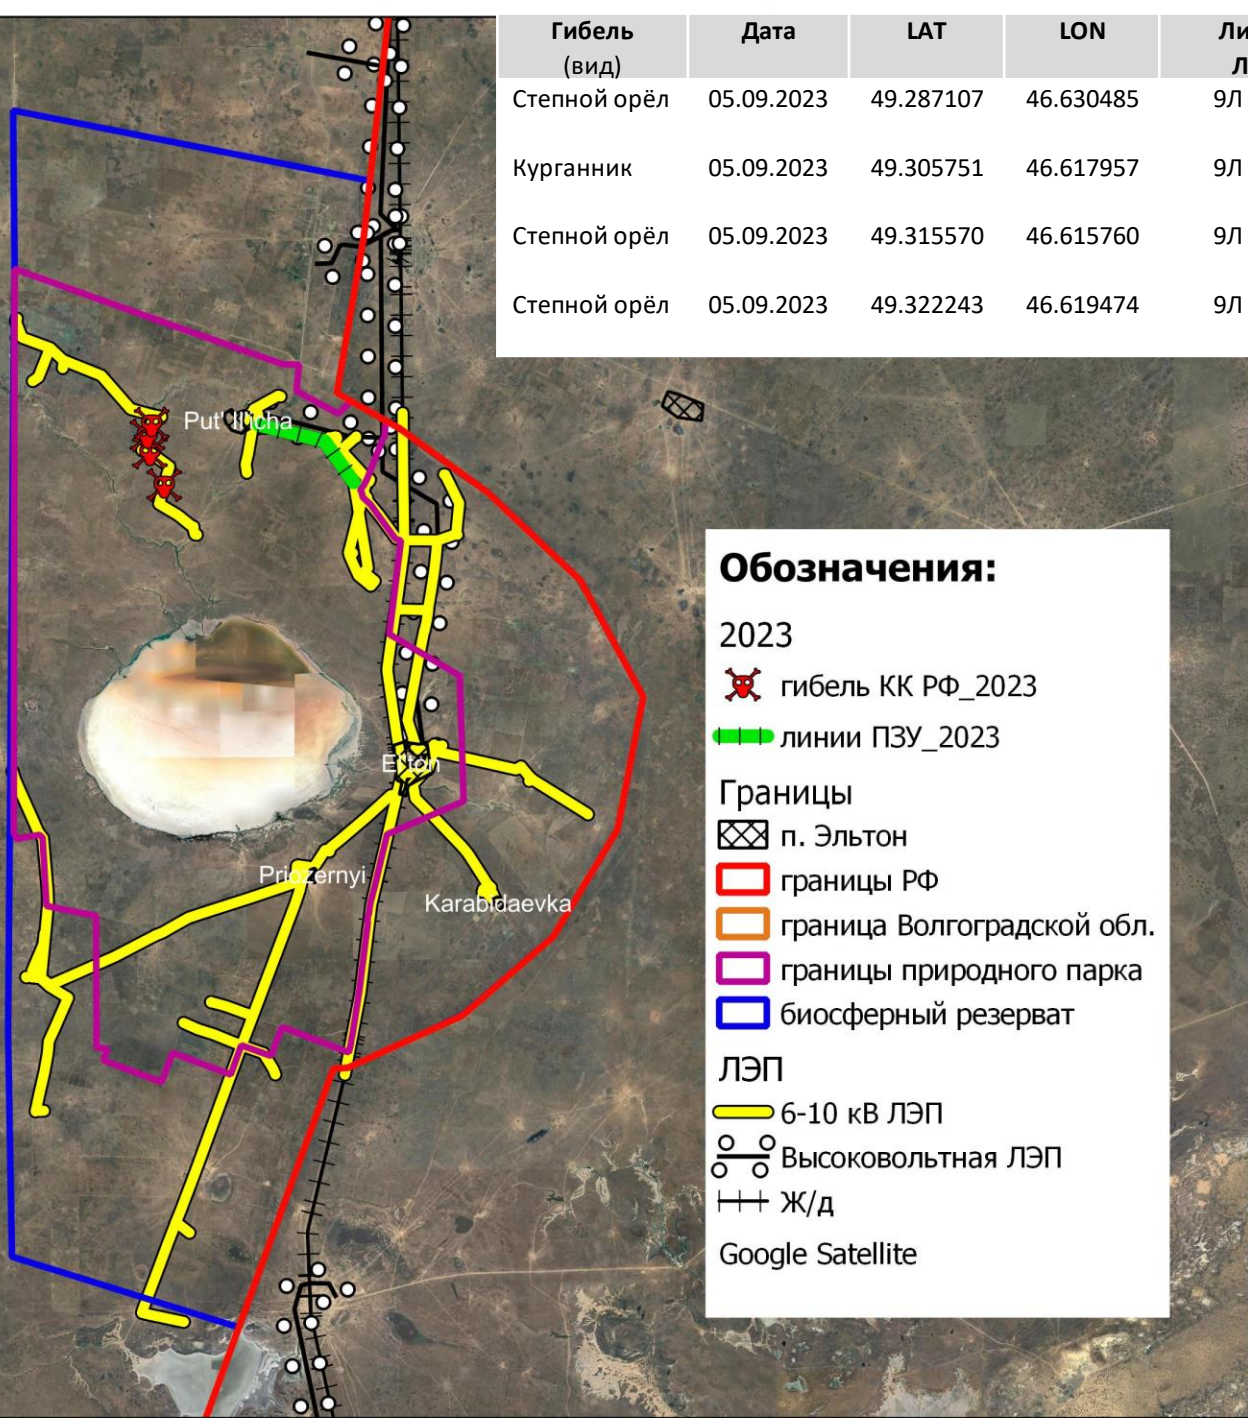 Гибель Дата LAT LON Ли
(вид) Л
Степной орёл 05.09.2023 49.287107 46.630485 9Л
Курганник 05.09.2023 49.305751 46.617957 9Л
Степной орёл 05.09.2023 49.315570 46.615760 9Л
Степной орёл 05.09.2023 49.322243 46.619474 9Л
Put' Il'icha
El'ton
Priozernyi
Karabidaevka
Обозначения:
2023
гибель КК РФ_2023
линии ПЗУ_2023
Границы
п. Эльтон
границы РФ
граница Волгоградской обл.
границы природного парка
биосферный резерват
ЛЭП
6-10 кВ ЛЭП
Высоковольтная ЛЭП
Ж/д
Google Satellite